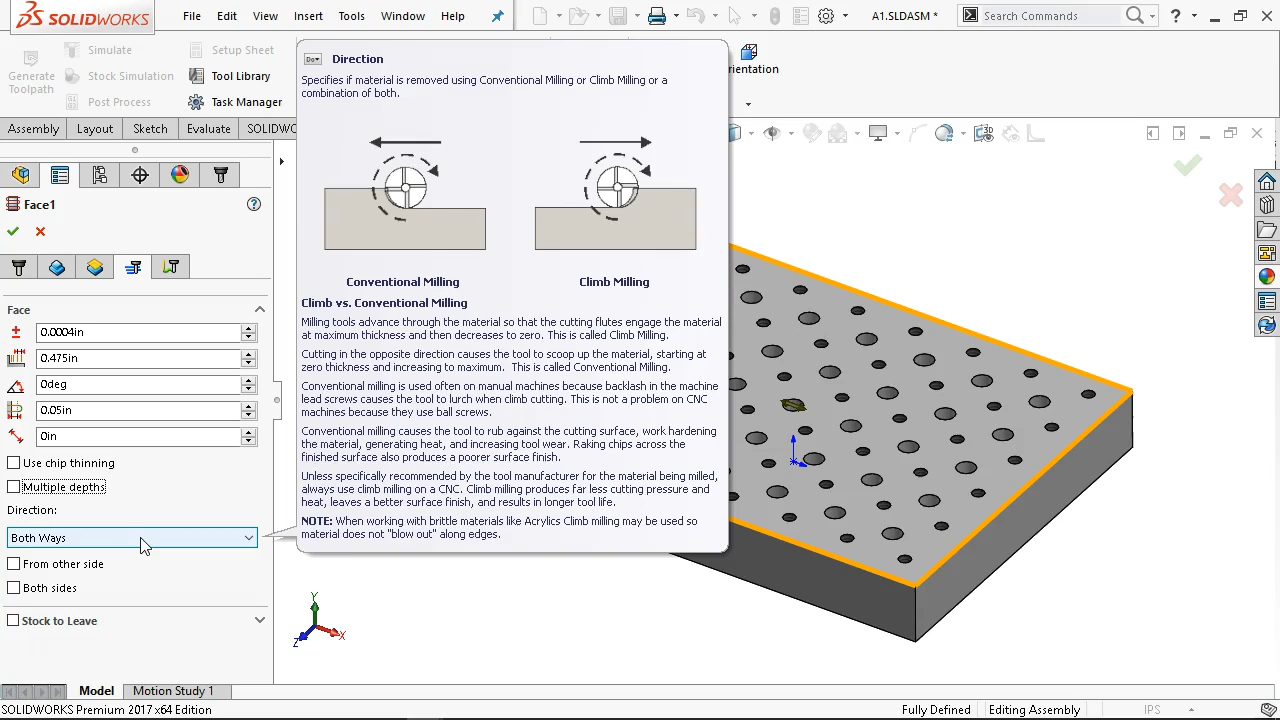 SOLIDWORKS
File Edit View Insert Tools Window Help
A1.SLDASM *
Search Commands
?
Generate Toolpath
Simulate
Stock Simulation
Post Process
Setup Sheet
Tool Library
Task Manager
rientation
Assembly Layout Sketch Evaluate SOLIDWO
Face1
Face
0.0004in
0.475in
0deg
0.05in
0in
Use chip thinning
Multiple depths
Direction:
Both Ways
From other side
Both sides
Stock to Leave
Direction
Specifies if material is removed using Conventional Milling or Climb Milling or a
combination of both.
Conventional Milling
Climb Milling
Climb vs. Conventional Milling
Milling tools advance through the material so that the cutting flutes engage the material
at maximum thickness and then decreases to zero. This is called Climb Milling.
Cutting in the opposite direction causes the tool to scoop up the material, starting at
zero thickness and increasing to maximum. This is called Conventional Milling.
Conventional milling is used often on manual machines because backlash in the machine
lead screws causes the tool to lurch when climb cutting. This is not a problem on CNC
machines because they use ball screws.
Conventional milling causes the tool to rub against the cutting surface, work hardening
the material, generating heat, and increasing tool wear. Raking chips across the
finished surface also produces a poorer surface finish.
Unless specifically recommended by the tool manufacturer for the material being milled,
always use climb milling on a CNC. Climb milling produces far less cutting pressure and
heat, leaves a better surface finish, and results in longer tool life.
NOTE: When working with brittle materials like Acrylics Climb milling may be used so
material does not "blow out" along edges.
Y
X
Z
Model Motion Study 1
SOLIDWORKS Premium 2017 x64 Edition
Fully Defined Editing Assembly IPS